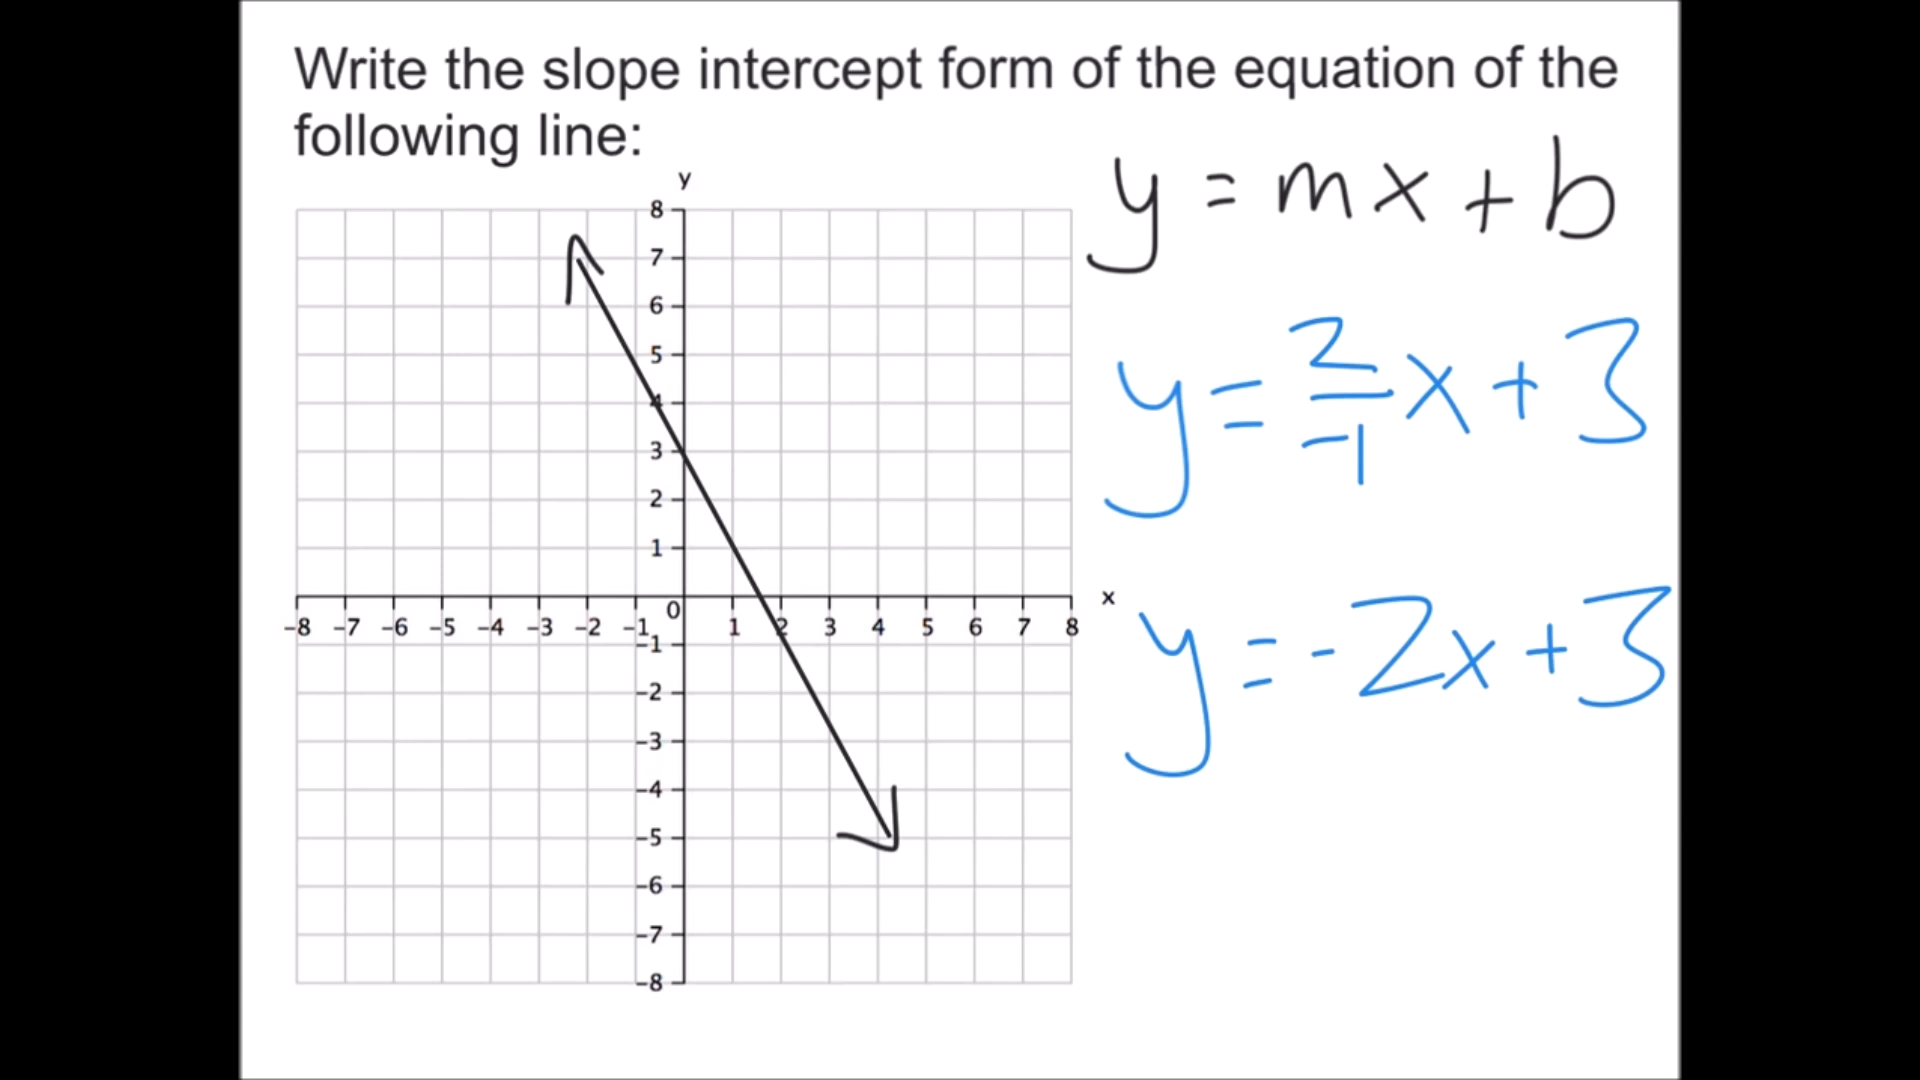 Write the slope intercept form of the equation of the
following line:
y = mx + b
y
8
7
6
5
4
3
2
1
0
–8 –7 –6 –5 –4 –3 –2 –1 1 2 3 4 5 6 7 8
x
–1
–2
–3
–4
–5
–6
–7
–8
y = 2/-1 x + 3
y = -2x + 3